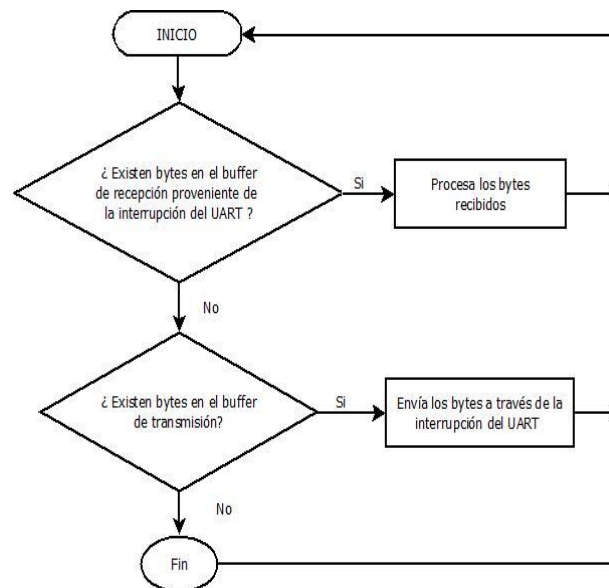 INICIO
¿ Existen bytes en el buffer
de recepción proveniente de
la interrupción del UART ?
Si
Procesa los bytes
recibidos
No
¿ Existen bytes en el buffer
de transmisión?
Si
Envía los bytes a través de la
interrupción del UART
No
Fin